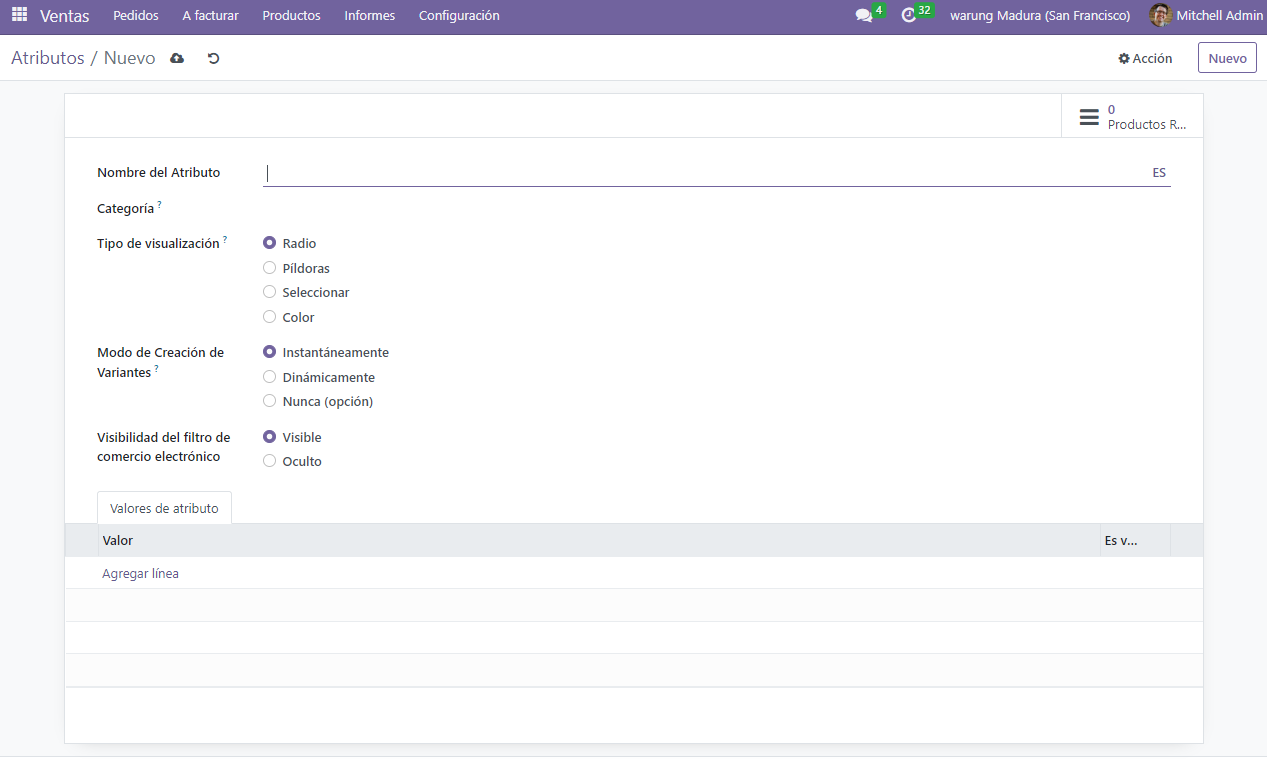 Ventas Pedidos A facturar Productos Informes Configuración 4 32 warung Madura (San Francisco) Mitchell Admin
Atributos / Nuevo Acción Nuevo
0
Productos R...
Nombre del Atributo ES
Categoría ?
Tipo de visualización ? Radio
Píldoras
Seleccionar
Color
Modo de Creación de Variantes ? Instantáneamente
Dinámicamente
Nunca (opción)
Visibilidad del filtro de comercio electrónico Visible
Oculto
Valores de atributo
Valor Es v...
Agregar línea